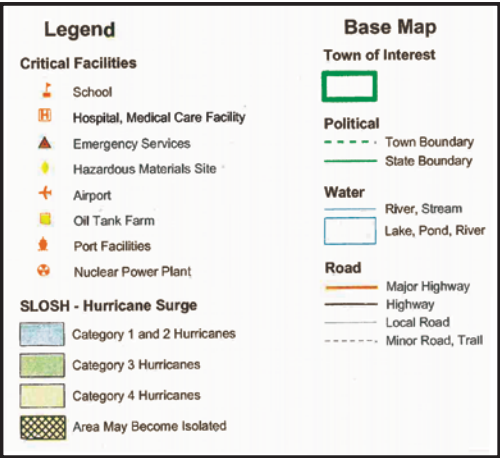 Legend
Critical Facilities
School
Hospital, Medical Care Facility
Emergency Services
Hazardous Materials Site
Airport
Oil Tank Farm
Port Facilities
Nuclear Power Plant
SLOSH - Hurricane Surge
Category 1 and 2 Hurricanes
Category 3 Hurricanes
Category 4 Hurricanes
Area May Become Isolated
Base Map
Town of Interest
Political
Town Boundary
State Boundary
Water
River, Stream
Lake, Pond, River
Road
Major Highway
Highway
Local Road
Minor Road, Trail